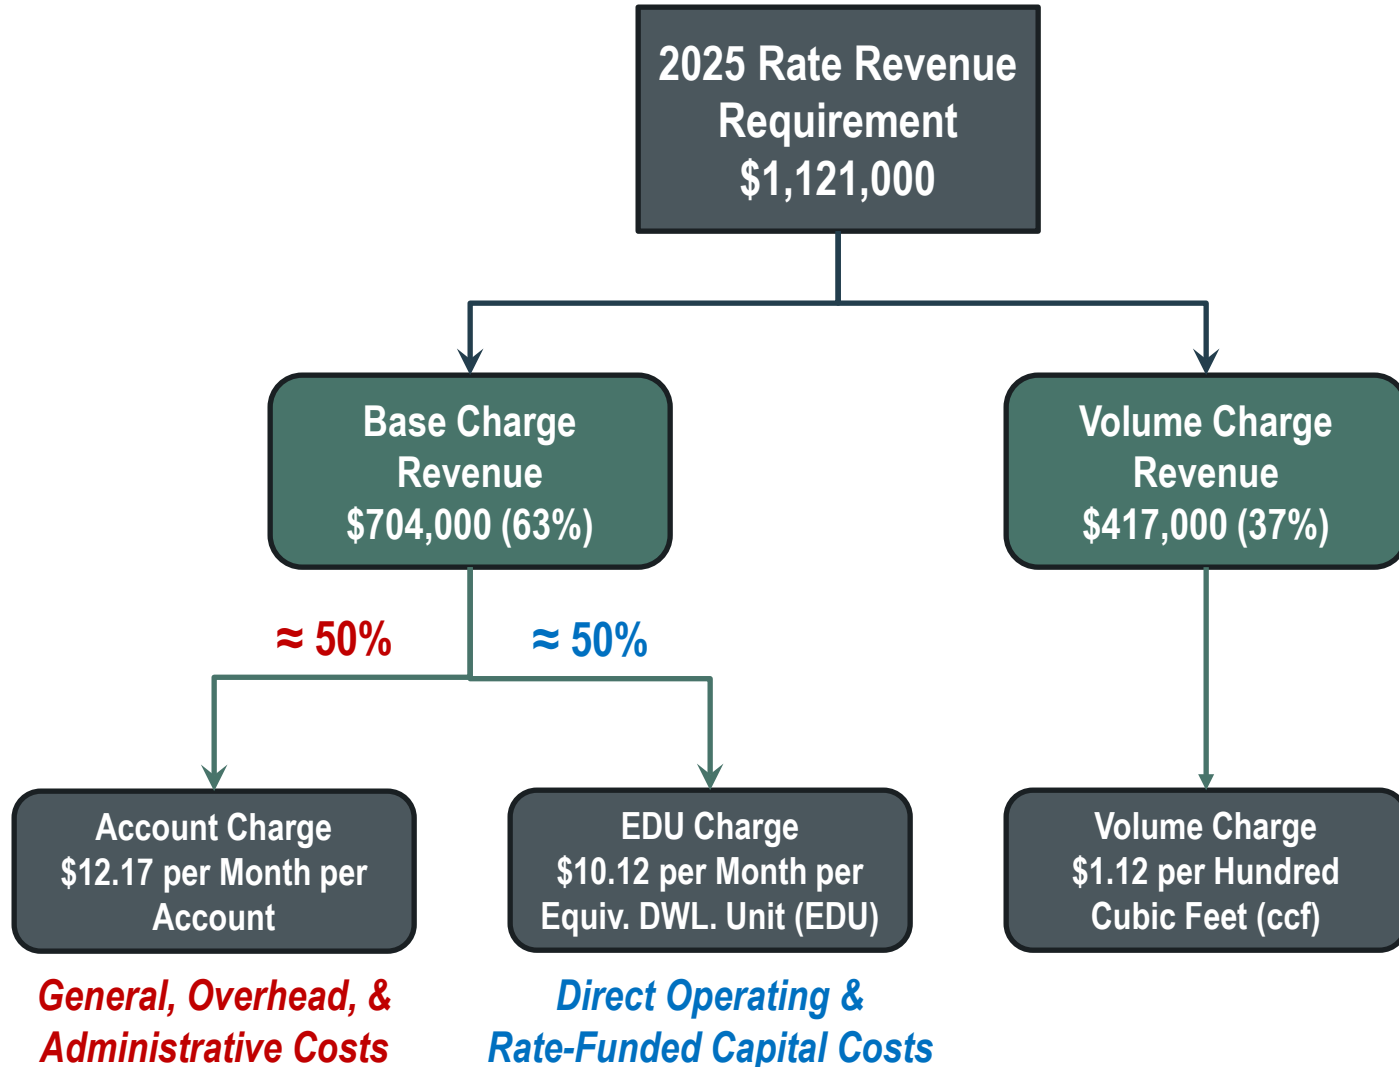 2025 Rate Revenue
Requirement
$1,121,000
Base Charge
Revenue
$704,000 (63%)
Volume Charge
Revenue
$417,000 (37%)
≈ 50%
≈ 50%
Account Charge
$12.17 per Month per
Account
EDU Charge
$10.12 per Month per
Equiv. DWL. Unit (EDU)
Volume Charge
$1.12 per Hundred
Cubic Feet (ccf)
General, Overhead, &
Administrative Costs
Direct Operating &
Rate-Funded Capital Costs